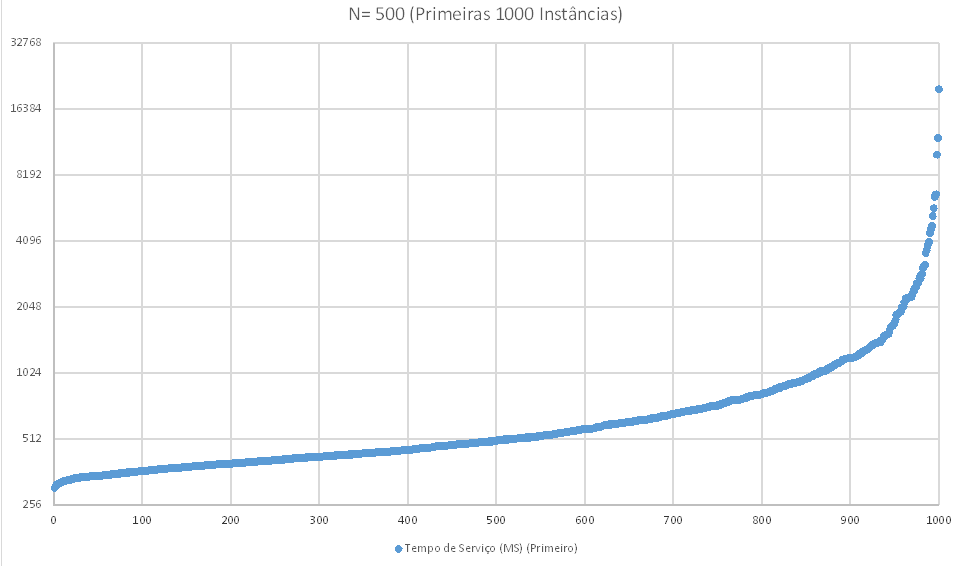 N= 500 (Primeiras 1000 Instâncias)
32768
16384
8192
4096
2048
1024
512
256
0 100 200 300 400 500 600 700 800 900 1000
Tempo de Serviço (MS) (Primeiro)